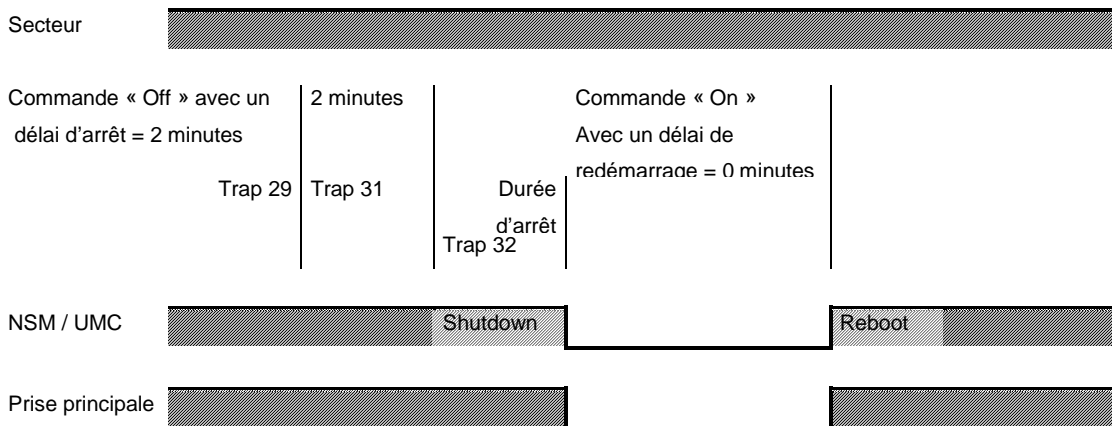 Secteur
Commande « Off » avec un
délai d'arrêt = 2 minutes
2 minutes
Commande « On »
Avec un délai de
redémarrage = 0 minutes
Trap 29
Trap 31
Durée
d'arrêt
Trap 32
NSM / UMC
Shutdown
Reboot
Prise principale